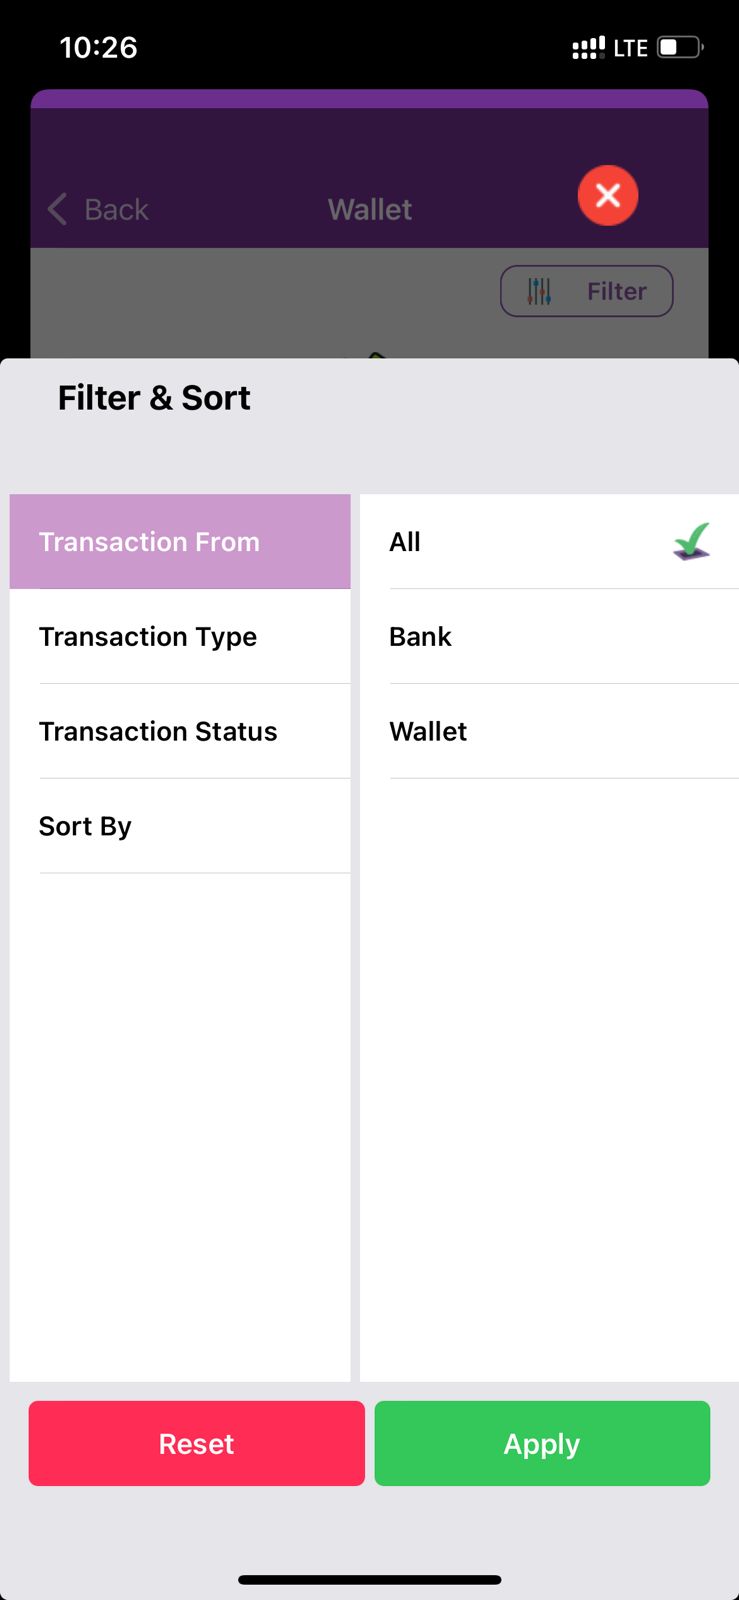 10:26
LTE
Back
Wallet
Filter
Filter & Sort
Transaction From
Transaction Type
Transaction Status
Sort By
All
Bank
Wallet
Reset
Apply